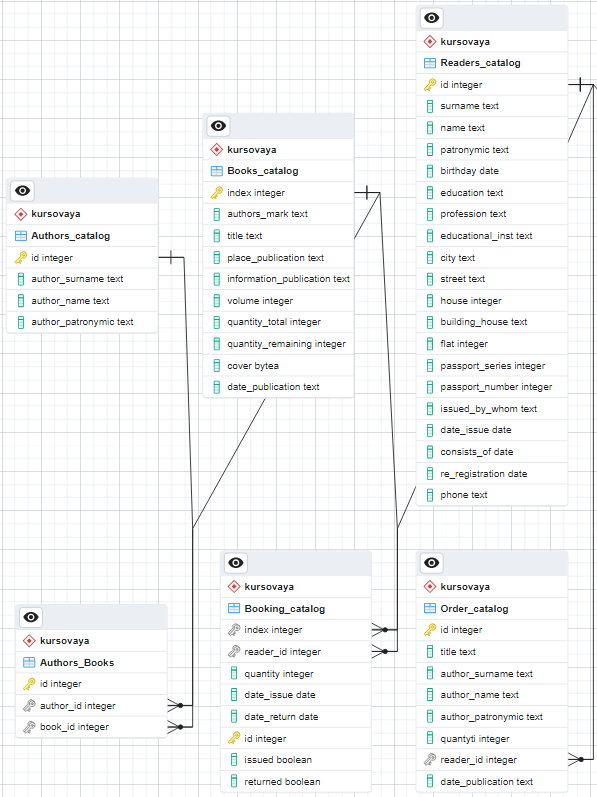 kursovaya
Authors_catalog
id integer
author_surname text
author_name text
author_patronymic text
kursovaya
Books_catalog
index integer
authors_mark text
title text
place_publication text
information_publication text
volume integer
quantity_total integer
quantity_remaining integer
cover bytea
date_publication text
kursovaya
Readers_catalog
id integer
surname text
name text
patronymic text
birthday date
education text
profession text
educational_inst text
city text
street text
house integer
building_house text
flat integer
passport_series integer
passport_number integer
issued_by_whom text
date_issue date
consists_of date
re_registration date
phone text
kursovaya
Authors_Books
id integer
author_id integer
book_id integer
kursovaya
Booking_catalog
index integer
reader_id integer
quantity integer
date_issue date
date_return date
id integer
issued boolean
returned boolean
kursovaya
Order_catalog
id integer
title text
author_surname text
author_name text
author_patronymic text
quantyti integer
reader_id integer
date_publication text